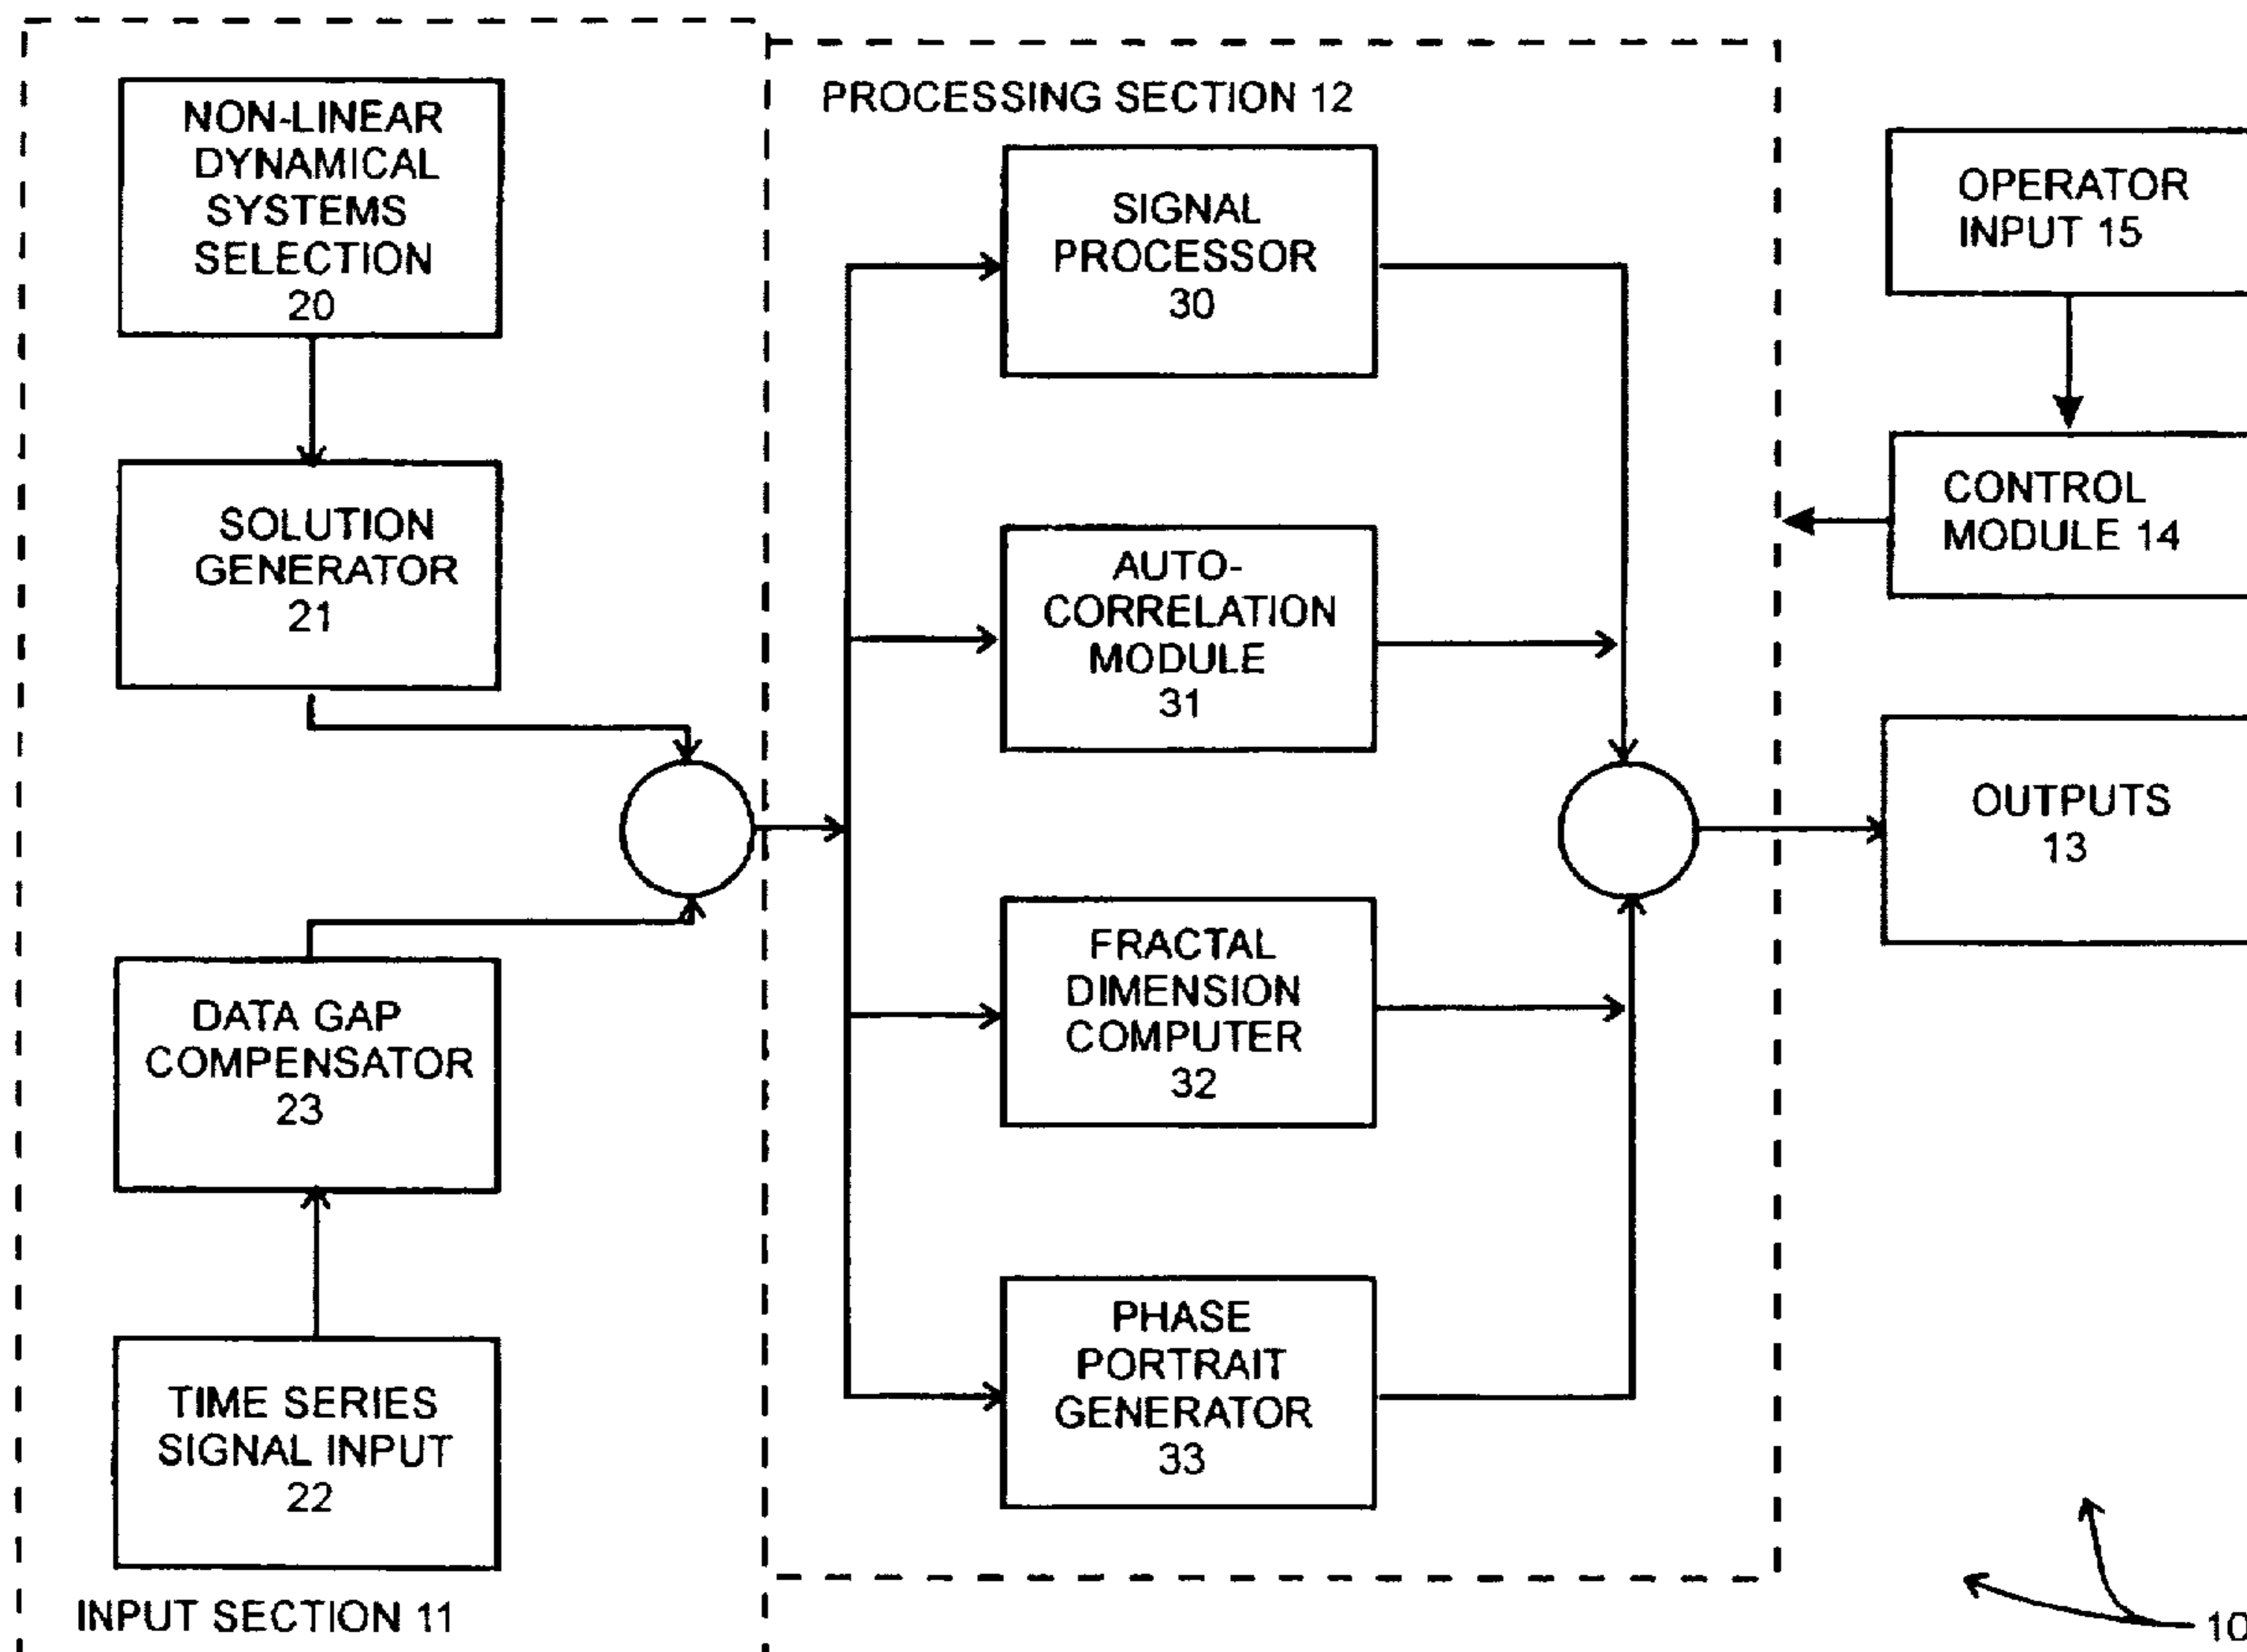 NON-LINEAR
DYNAMICAL
SYSTEMS
SELECTION
20
SOLUTION
GENERATOR
21
DATA GAP
COMPENSATOR
23
TIME SERIES
SIGNAL INPUT
22
INPUT SECTION 11
PROCESSING SECTION 12
SIGNAL
PROCESSOR
30
AUTO-
CORRELATION
MODULE
31
FRACTAL
DIMENSION
COMPUTER
32
PHASE
PORTRAIT
GENERATOR
33
OPERATOR
INPUT 15
CONTROL
MODULE 14
OUTPUTS
13
10